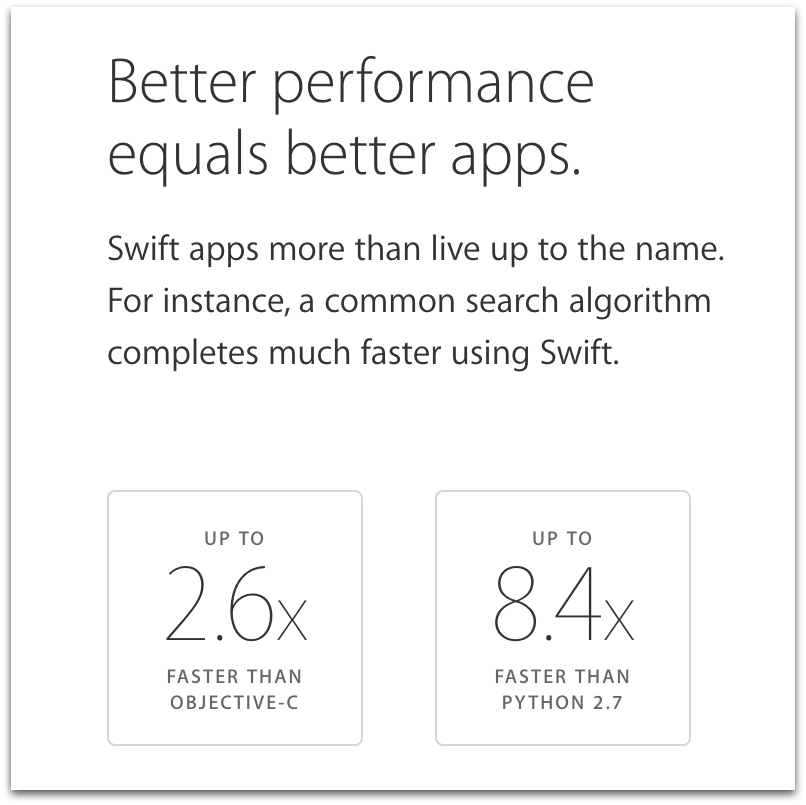 Better performance
equals better apps.
Swift apps more than live up to the name.
For instance, a common search algorithm
completes much faster using Swift.
UP TO
2.6x
FASTER THAN
OBJECTIVE-C
UP TO
8.4x
FASTER THAN
PYTHON 2.7